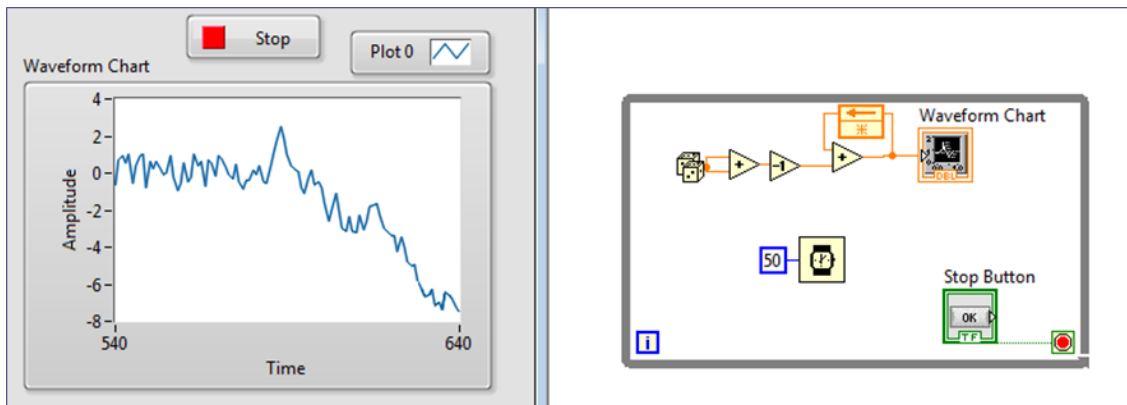 Stop
Plot 0
Waveform Chart
4
2
0
-2
-4
-6
-8
Amplitude
540
640
Time
Waveform Chart
+
-1
+
DBL
50
Stop Button
OK
TF
i